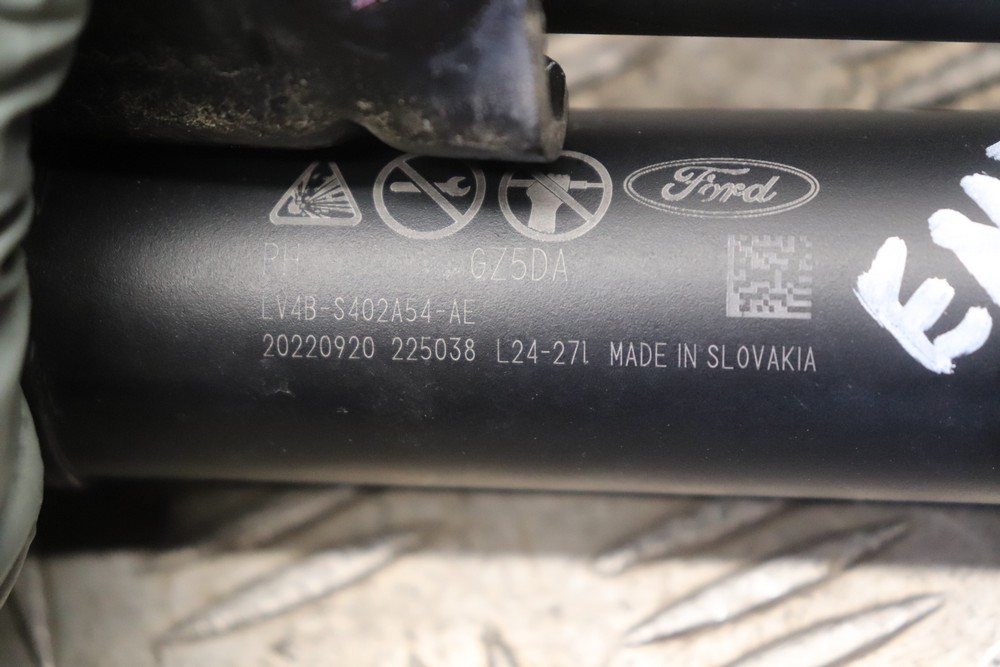 Ford
PH GZ5DA
LV4B-S402A54-AE
20220920 225038 L24-27l MADE IN SLOVAKIA